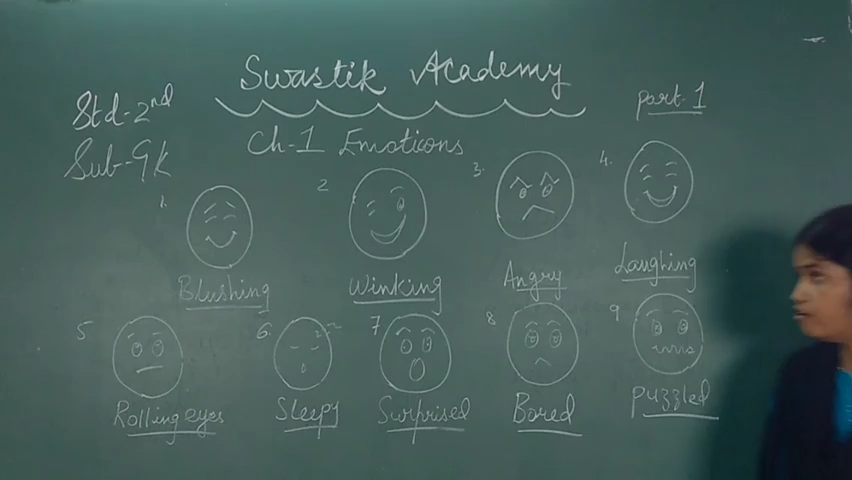 Swastik Academy
Std-2nd
part-1
Sub-Gk
Ch-1 Emoticons
1.
2
3.
4.
Blushing
Winking
Angry
Laughing
5
6.
7
8
9
Rolling eyes
Sleepy
Surprised
Bored
Puzzled